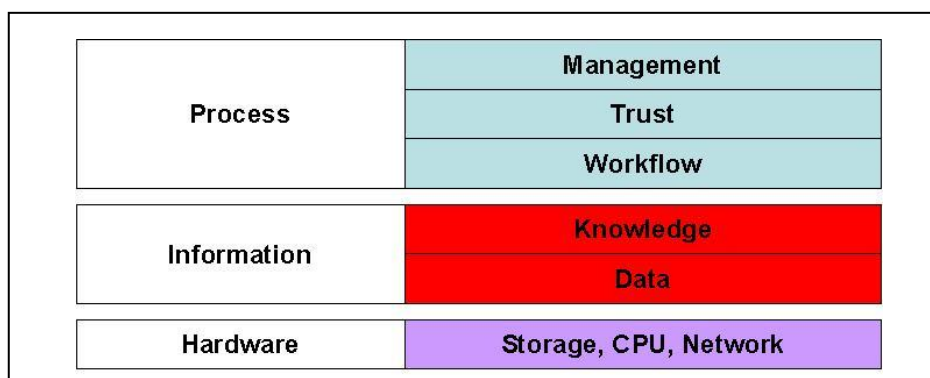 Process
Management
Trust
Workflow
Information
Knowledge
Data
Hardware
Storage, CPU, Network